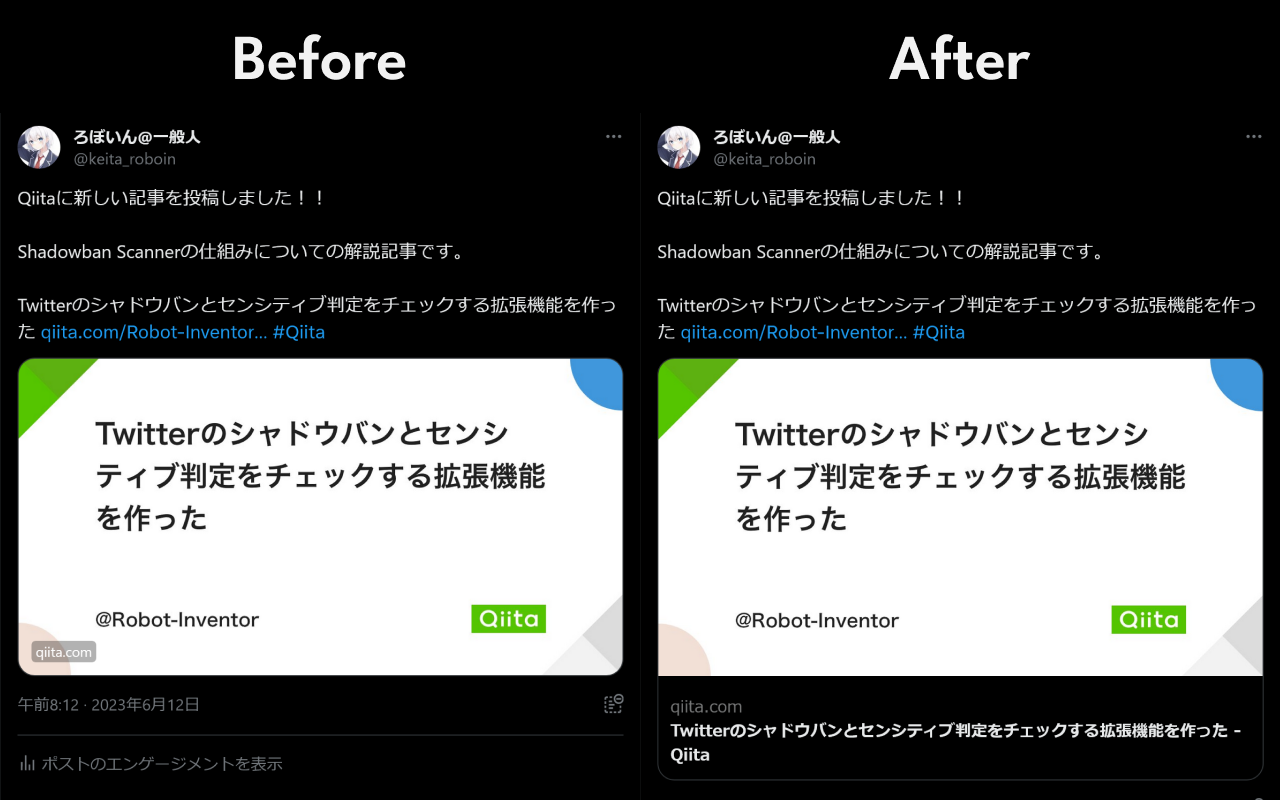 Before
ろぼいん@一般人
@keita_roboin
Qiitaに新しい記事を投稿しました！！
Shadowban Scannerの仕組みについての解説記事です。
Twitterのシャドウバンとセンシティブ判定をチェックする拡張機能を作っ
た qiita.com/Robot-Inventor… #Qiita
Twitterのシャドウバンとセンシ
ティブ判定をチェックする拡張機能
を作った
@Robot-Inventor
Qiita
qiita.com
午前8:12 · 2023年6月12日
ポストのエンゲージメントを表示
After
ろぼいん@一般人
@keita_roboin
Qiitaに新しい記事を投稿しました！！
Shadowban Scannerの仕組みについての解説記事です。
Twitterのシャドウバンとセンシティブ判定をチェックする拡張機能を作っ
た qiita.com/Robot-Inventor… #Qiita
Twitterのシャドウバンとセンシ
ティブ判定をチェックする拡張機能
を作った
@Robot-Inventor
Qiita
qiita.com
Twitterのシャドウバンとセンシティブ判定をチェックする拡張機能を作った -
Qiita